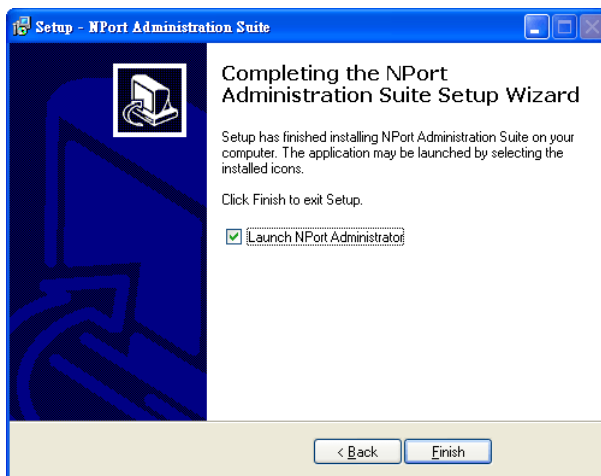 Setup - NPort Administration Suite
Completing the NPort
Administration Suite Setup Wizard
Setup has finished installing NPort Administration Suite on your
computer. The application may be launched by selecting the
installed icons.
Click Finish to exit Setup.
Launch NPort Administrator
< Back
Finish